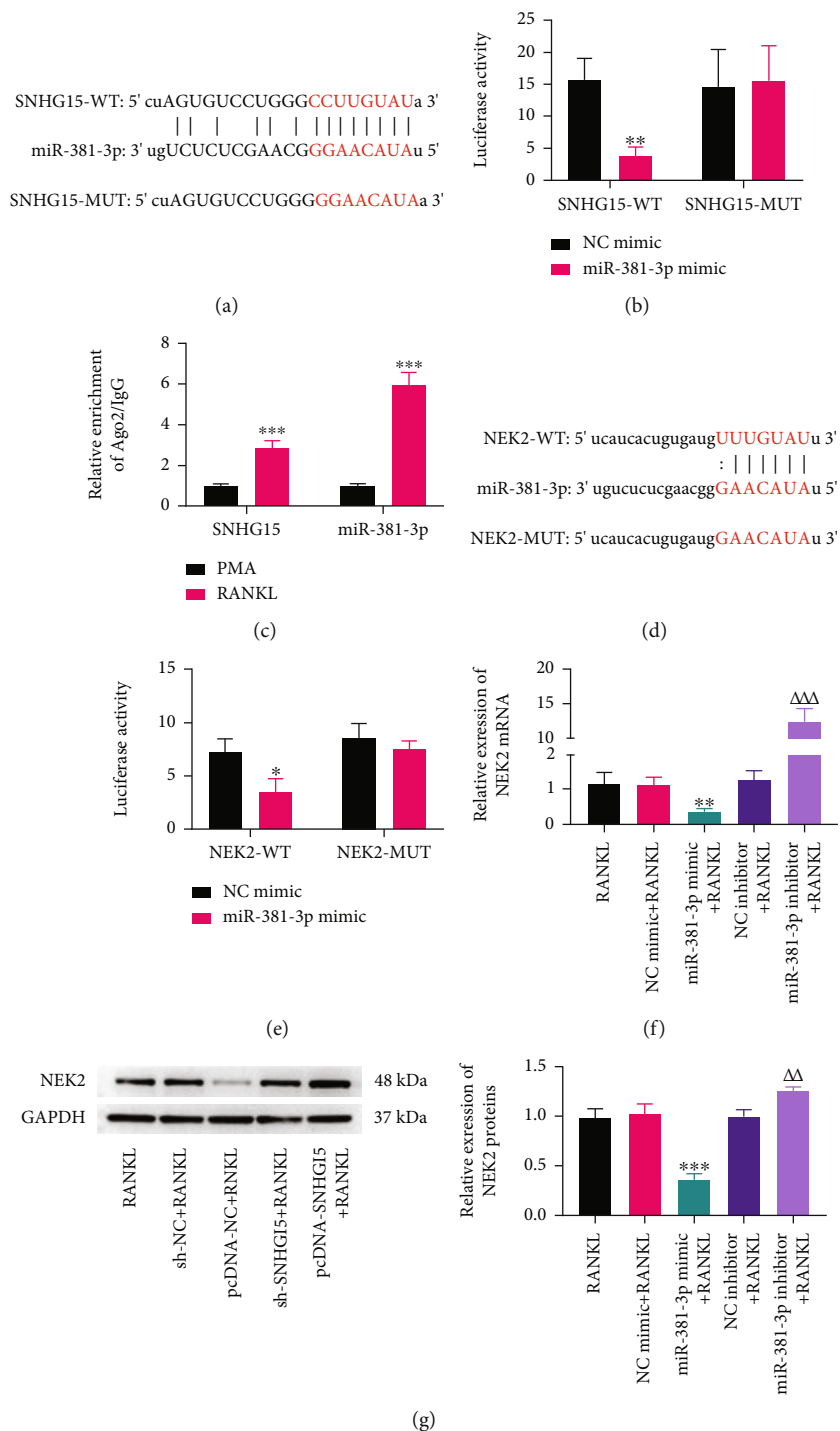 SNHG15-WT: 5' cuAGUGUCCUGGGCCUUGUAUa 3'
miR-381-3p: 3' ugUCUCUCGAACGGGAACAUAu 5'
SNHG15-MUT: 5' cuAGUGUCCUGGGGGAACAUAa 3'
(a)
Luciferase activity
25
20
15
10
5
0
**
SNHG15-WT
SNHG15-MUT
NC mimic
miR-381-3p mimic
(b)
Relative enrichment
of Ago2/IgG
8
6
4
2
0
***
***
SNHG15
miR-381-3p
PMA
RANKL
(c)
NEK2-WT: 5' ucaucacugugaugUUUGUAUu 3'
:
miR-381-3p: 3' ugucucucgaacggGAACAUAu 5'
NEK2-MUT: 5' ucaucacugugaugGAACAUAu 3'
(d)
Luciferase activity
15
10
5
0
*
NEK2-WT
NEK2-MUT
NC mimic
miR-381-3p mimic
(e)
Relative expression of
NEK2 mRNA
20
15
10
2
1
0
**
ΔΔΔ
RANKL
NC mimic+RANKL
miR-381-3p mimic
+RANKL
NC inhibitor
+RANKL
miR-381-3p inhibitor
+RANKL
(f)
NEK2
48 kDa
GAPDH
37 kDa
RANKL
sh-NC+RANKL
pcDNA-NC+RNKL
sh-SNHGI5+RANKL
pcDNA-SNHGI5
+RANKL
Relative expression of
NEK2 proteins
1.5
1.0
0.5
0.0
***
ΔΔ
RANKL
NC mimic+RANKL
miR-381-3p mimic
+RANKL
NC inhibitor
+RANKL
miR-381-3p inhibitor
+RANKL
(g)